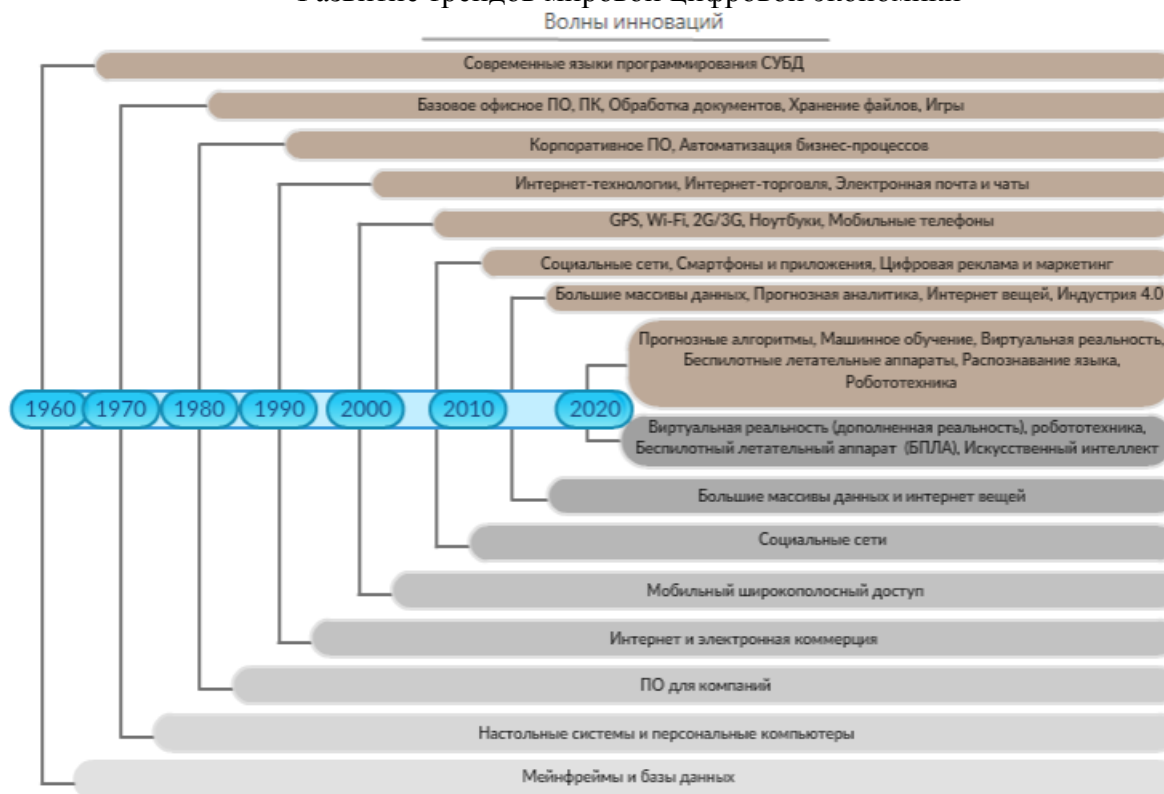 Развитие трендов мировой цифровой экономики
Волны инноваций
Современные языки программирования СУБД
Базовое офисное ПО, ПК, Обработка документов, Хранение файлов, Игры
Корпоративное ПО, Автоматизация бизнес-процессов
Интернет-технологии, Интернет-торговля, Электронная почта и чаты
GPS, Wi-Fi, 2G/3G, Ноутбуки, Мобильные телефоны
Социальные сети, Смартфоны и приложения, Цифровая реклама и маркетинг
Большие массивы данных, Прогнозная аналитика, Интернет вещей, Индустрия 4.0
Прогнозные алгоритмы, Машинное обучение, Виртуальная реальность,
Беспилотные летательные аппараты, Распознавание языка,
Робототехника
1960 1970 1980 1990 2000 2010 2020
Виртуальная реальность (дополненная реальность), робототехника,
Беспилотный летательный аппарат (БПЛА), Искусственный интеллект
Большие массивы данных и интернет вещей
Социальные сети
Мобильный широкополосный доступ
Интернет и электронная коммерция
ПО для компаний
Настольные системы и персональные компьютеры
Мейнфреймы и базы данных